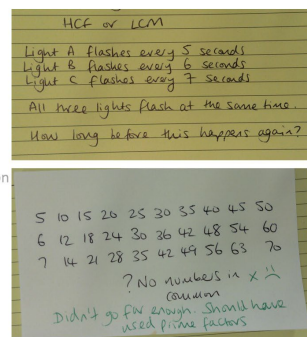 HCF or LCM
Light A flashes every 5 seconds
Light B flashes every 6 seconds
Light C flashes every 7 seconds
All three lights flash at the same time.
How long before this happens again?
on
5 10 15 20 25 30 35 40 45 50
6 12 18 24 30 36 42 48 54 60
7 14 21 28 35 42 49 56 63 70
? No numbers in x
common
Didn't go far enough. Should have
used prime factors